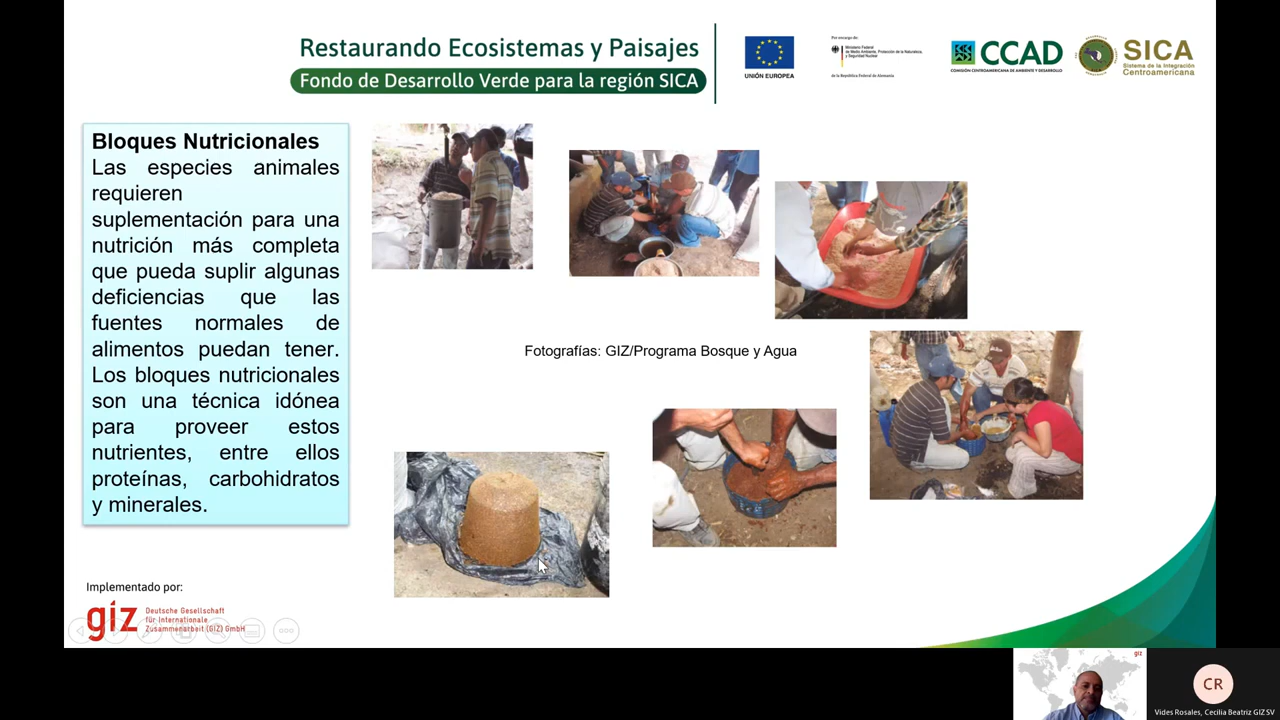 Restaurando Ecosistemas y Paisajes
Fondo de Desarrollo Verde para la región SICA
UNIÓN EUROPEA
Por encargo de:
Ministerio Federal
de Medio Ambiente, Protección de la Naturaleza,
y Seguridad Nuclear
de la República Federal de Alemania
CCAD
COMISIÓN CENTROAMERICANA DE AMBIENTE Y DESARROLLO
SICA
Sistema de la Integración
Centroamericana
Bloques Nutricionales
Las especies animales
requieren
suplementación para una
nutrición más completa
que pueda suplir algunas
deficiencias que las
fuentes normales de
alimentos puedan tener.
Los bloques nutricionales
son una técnica idónea
para proveer estos
nutrientes, entre ellos
proteínas, carbohidratos
y minerales.
Fotografías: GIZ/Programa Bosque y Agua
Implementado por:
giz
Deutsche Gesellschaft
für Internationale
Zusammenarbeit (GIZ) GmbH
giz
CR
Vides Rosales, Cecilia Beatriz GIZ SV